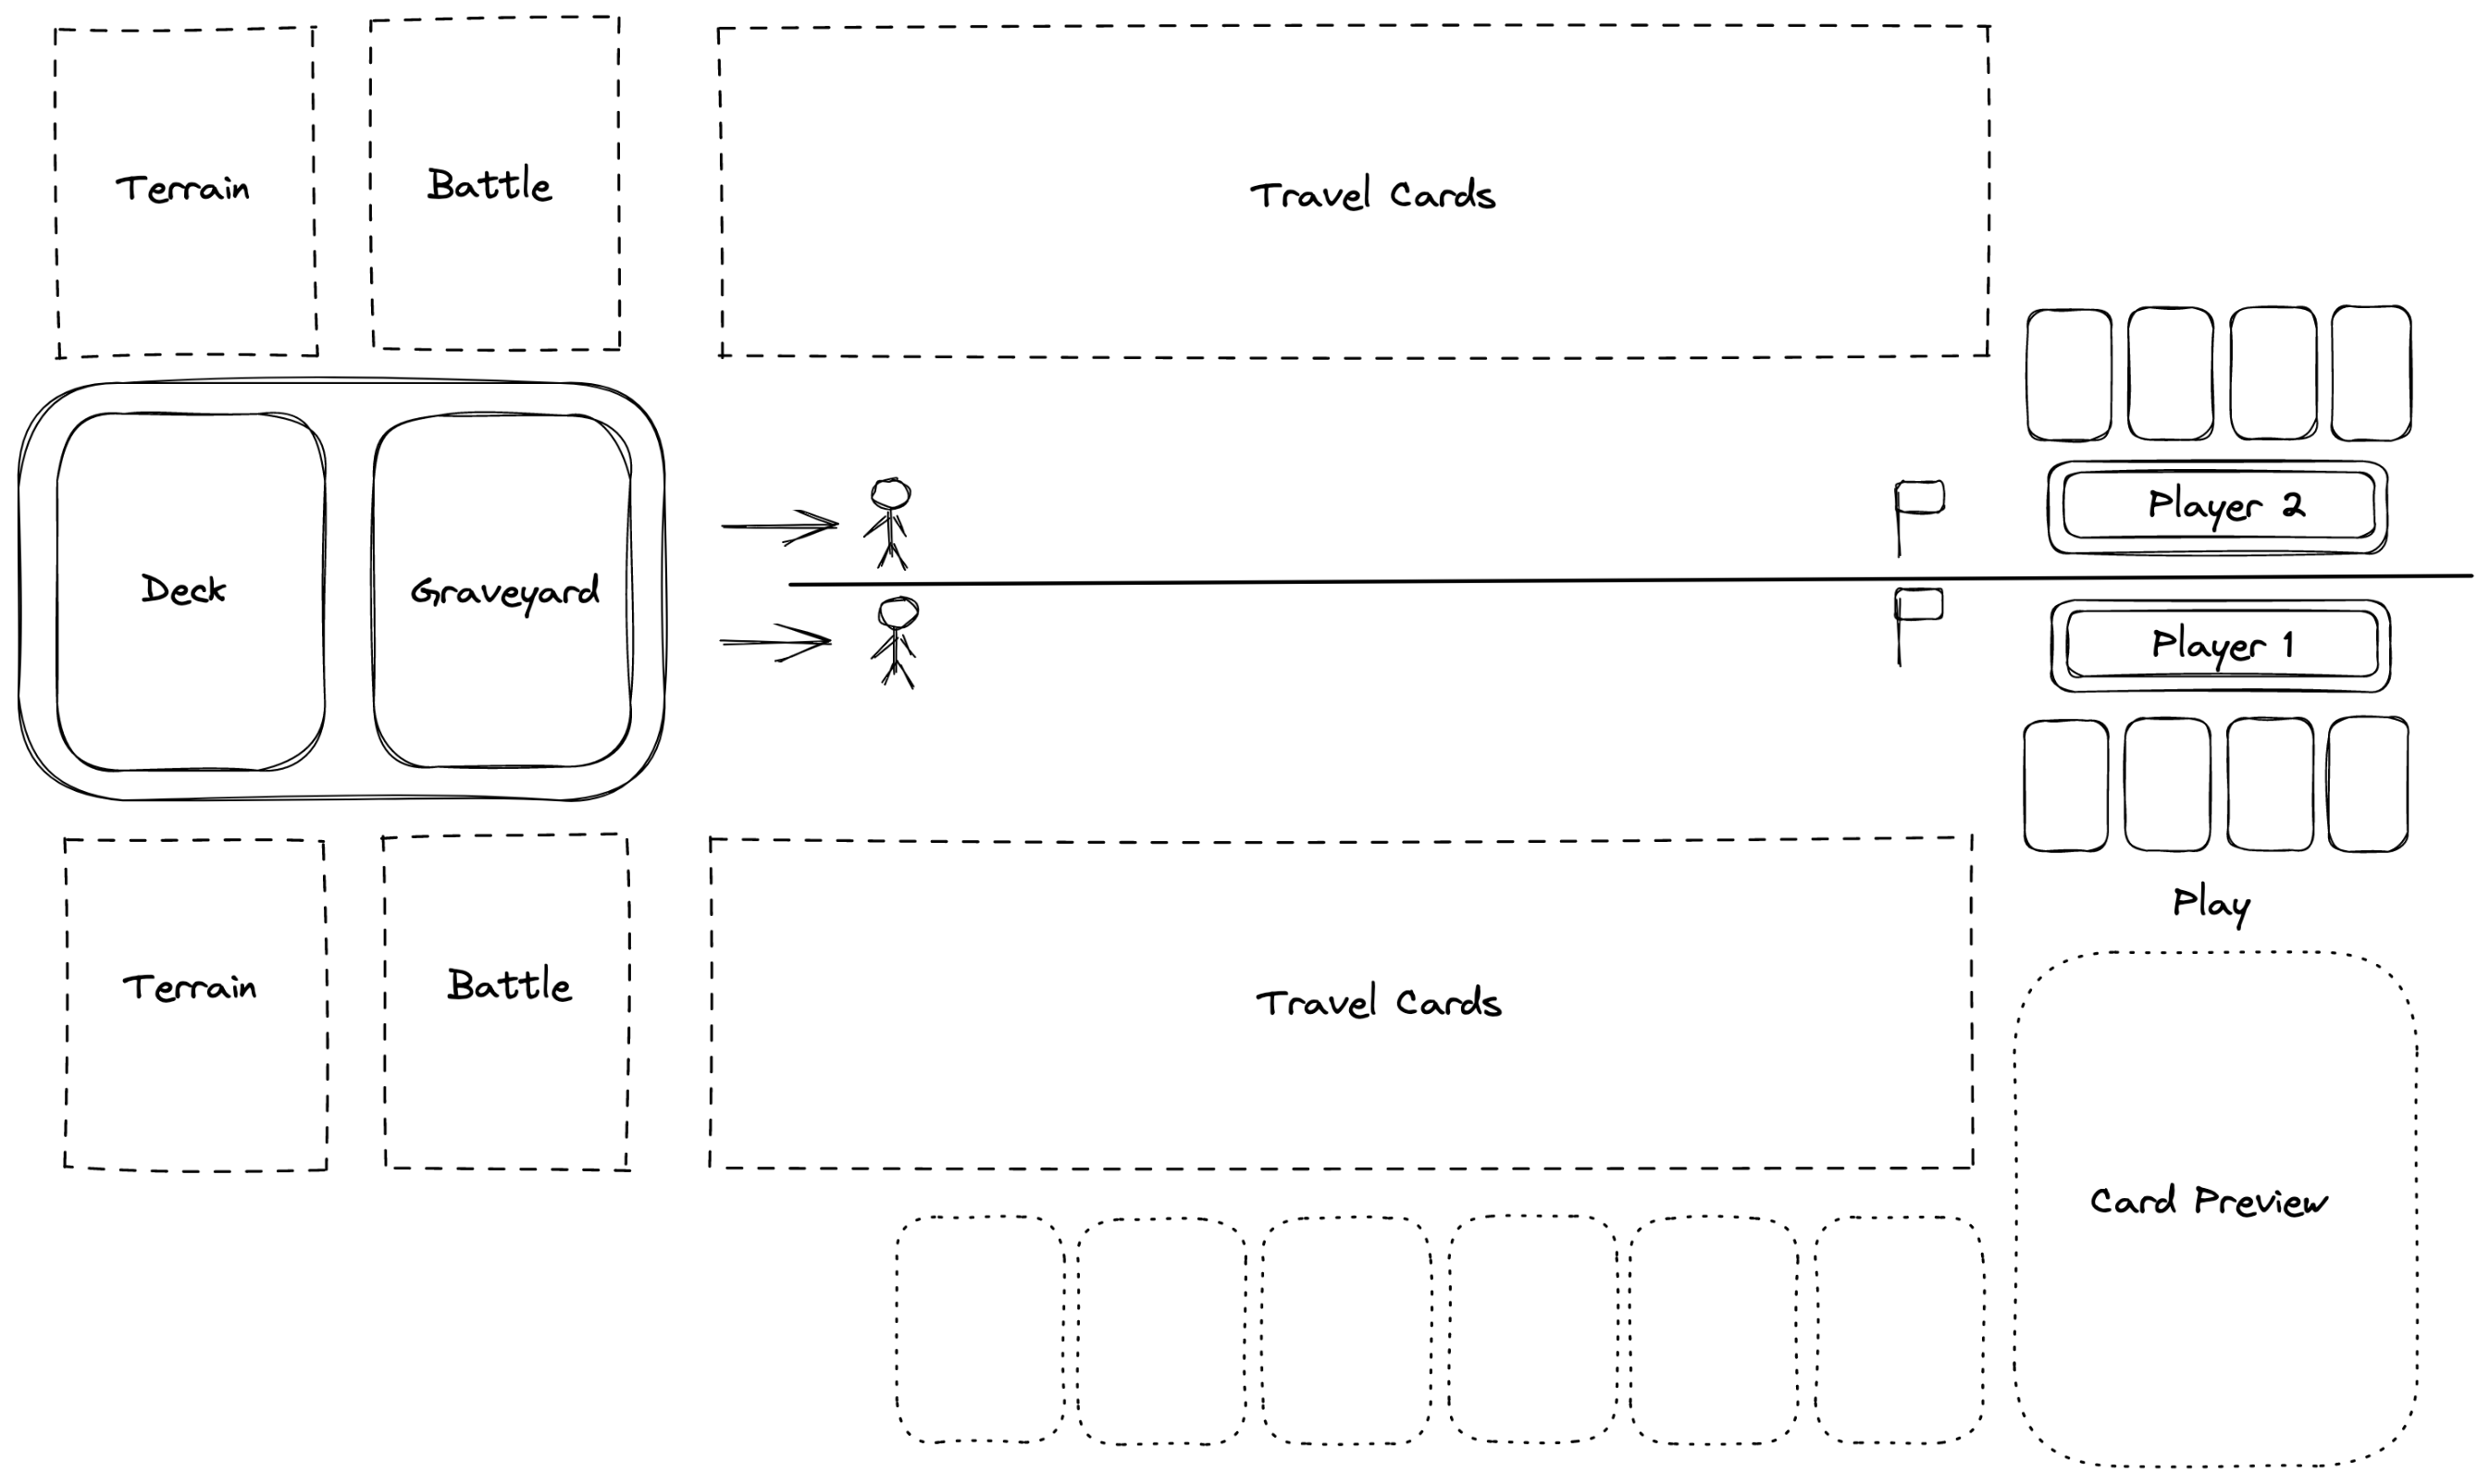 Terrain
Battle
Travel Cards
Player 2
Deck
Graveyard
Player 1
Play
Terrain
Battle
Travel Cards
Card Preview